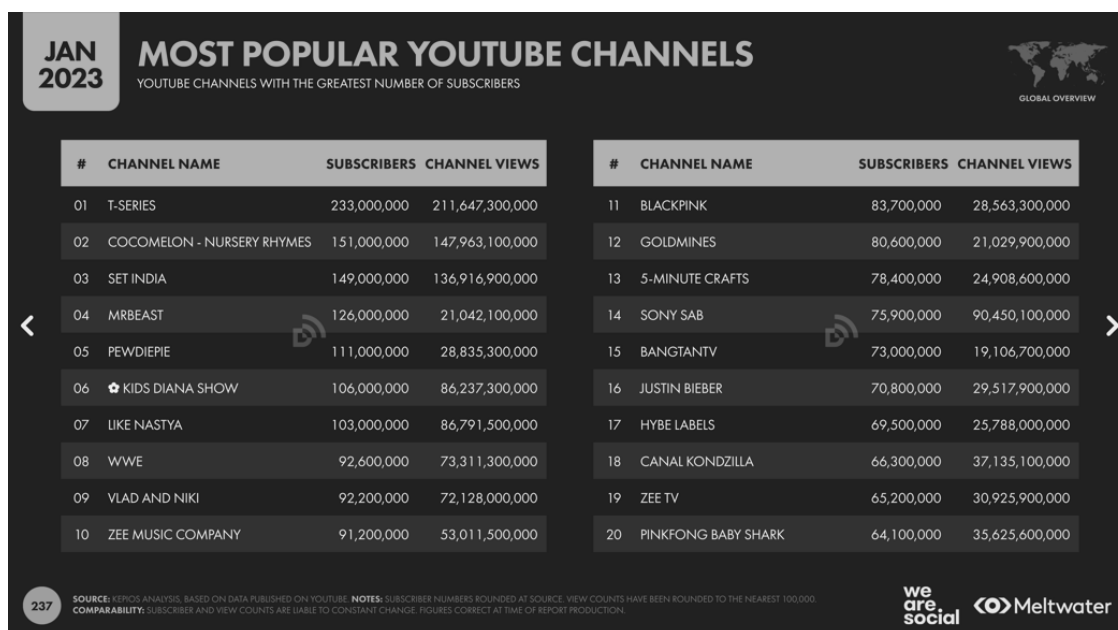 JAN
2023
MOST POPULAR YOUTUBE CHANNELS
YOUTUBE CHANNELS WITH THE GREATEST NUMBER OF SUBSCRIBERS
GLOBAL OVERVIEW
# CHANNEL NAME SUBSCRIBERS CHANNEL VIEWS
01 T-SERIES 233,000,000 211,647,300,000
02 COCOMELON - NURSERY RHYMES 151,000,000 147,963,100,000
03 SET INDIA 149,000,000 136,916,900,000
04 MRBEAST 126,000,000 21,042,100,000
05 PEWDIEPIE 111,000,000 28,835,300,000
06 ✿ KIDS DIANA SHOW 106,000,000 86,237,300,000
07 LIKE NASTYA 103,000,000 86,791,500,000
08 WWE 92,600,000 73,311,300,000
09 VLAD AND NIKI 92,200,000 72,128,000,000
10 ZEE MUSIC COMPANY 91,200,000 53,011,500,000
# CHANNEL NAME SUBSCRIBERS CHANNEL VIEWS
11 BLACKPINK 83,700,000 28,563,300,000
12 GOLDMINES 80,600,000 21,029,900,000
13 5-MINUTE CRAFTS 78,400,000 24,908,600,000
14 SONY SAB 75,900,000 90,450,100,000
15 BANGTANTV 73,000,000 19,106,700,000
16 JUSTIN BIEBER 70,800,000 29,517,900,000
17 HYBE LABELS 69,500,000 25,788,000,000
18 CANAL KONDZILLA 66,300,000 37,135,100,000
19 ZEE TV 65,200,000 30,925,900,000
20 PINKFONG BABY SHARK 64,100,000 35,625,600,000
237
SOURCE: KEPIOS ANALYSIS, BASED ON DATA PUBLISHED ON YOUTUBE. NOTES: SUBSCRIBER NUMBERS ROUNDED AT SOURCE. VIEW COUNTS HAVE BEEN ROUNDED TO THE NEAREST 100,000.
COMPARABILITY: SUBSCRIBER AND VIEW COUNTS ARE LIABLE TO CONSTANT CHANGE. FIGURES CORRECT AT TIME OF REPORT PRODUCTION.
we
are.
social
Meltwater